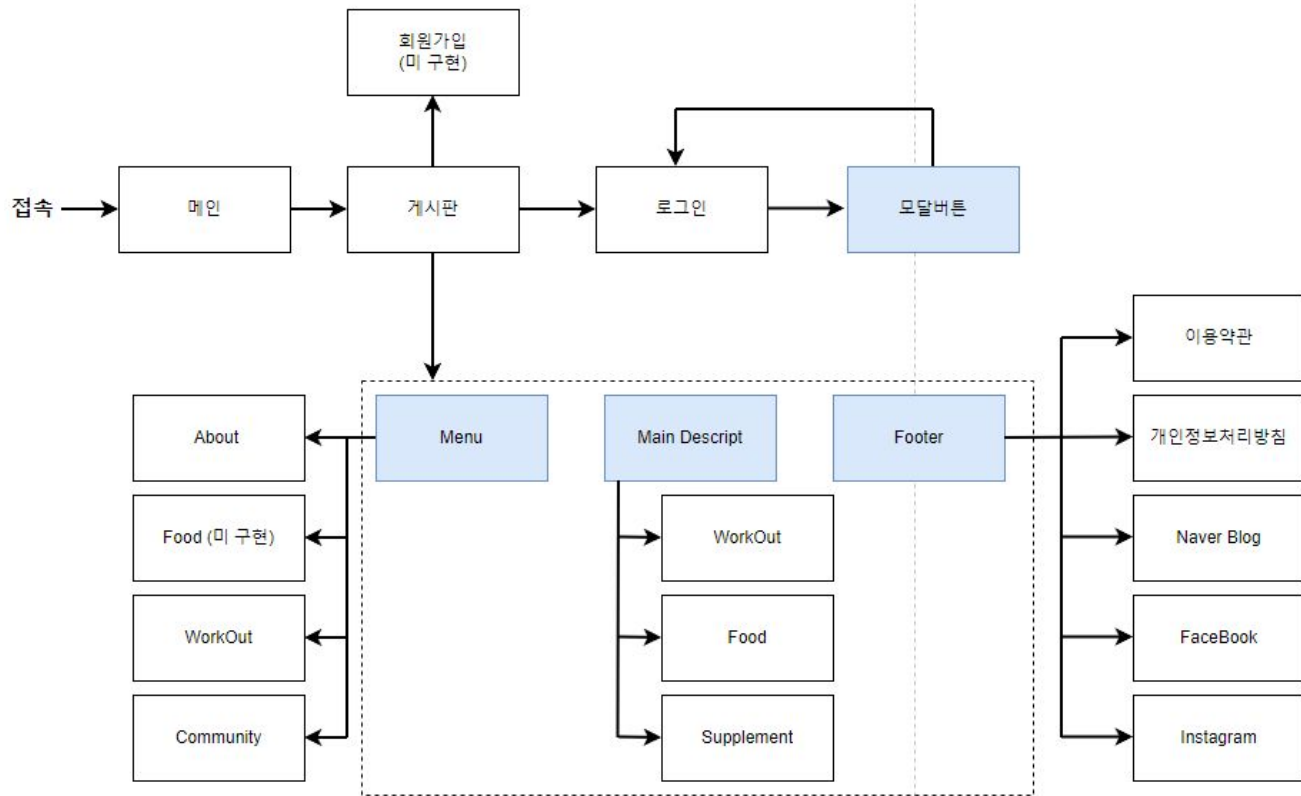 회원가입
(미 구현)
접속
메인
게시판
로그인
모달버튼
이용약관
About
Menu
Main Descript
Footer
개인정보처리방침
Food (미 구현)
WorkOut
Naver Blog
WorkOut
Food
FaceBook
Community
Supplement
Instagram